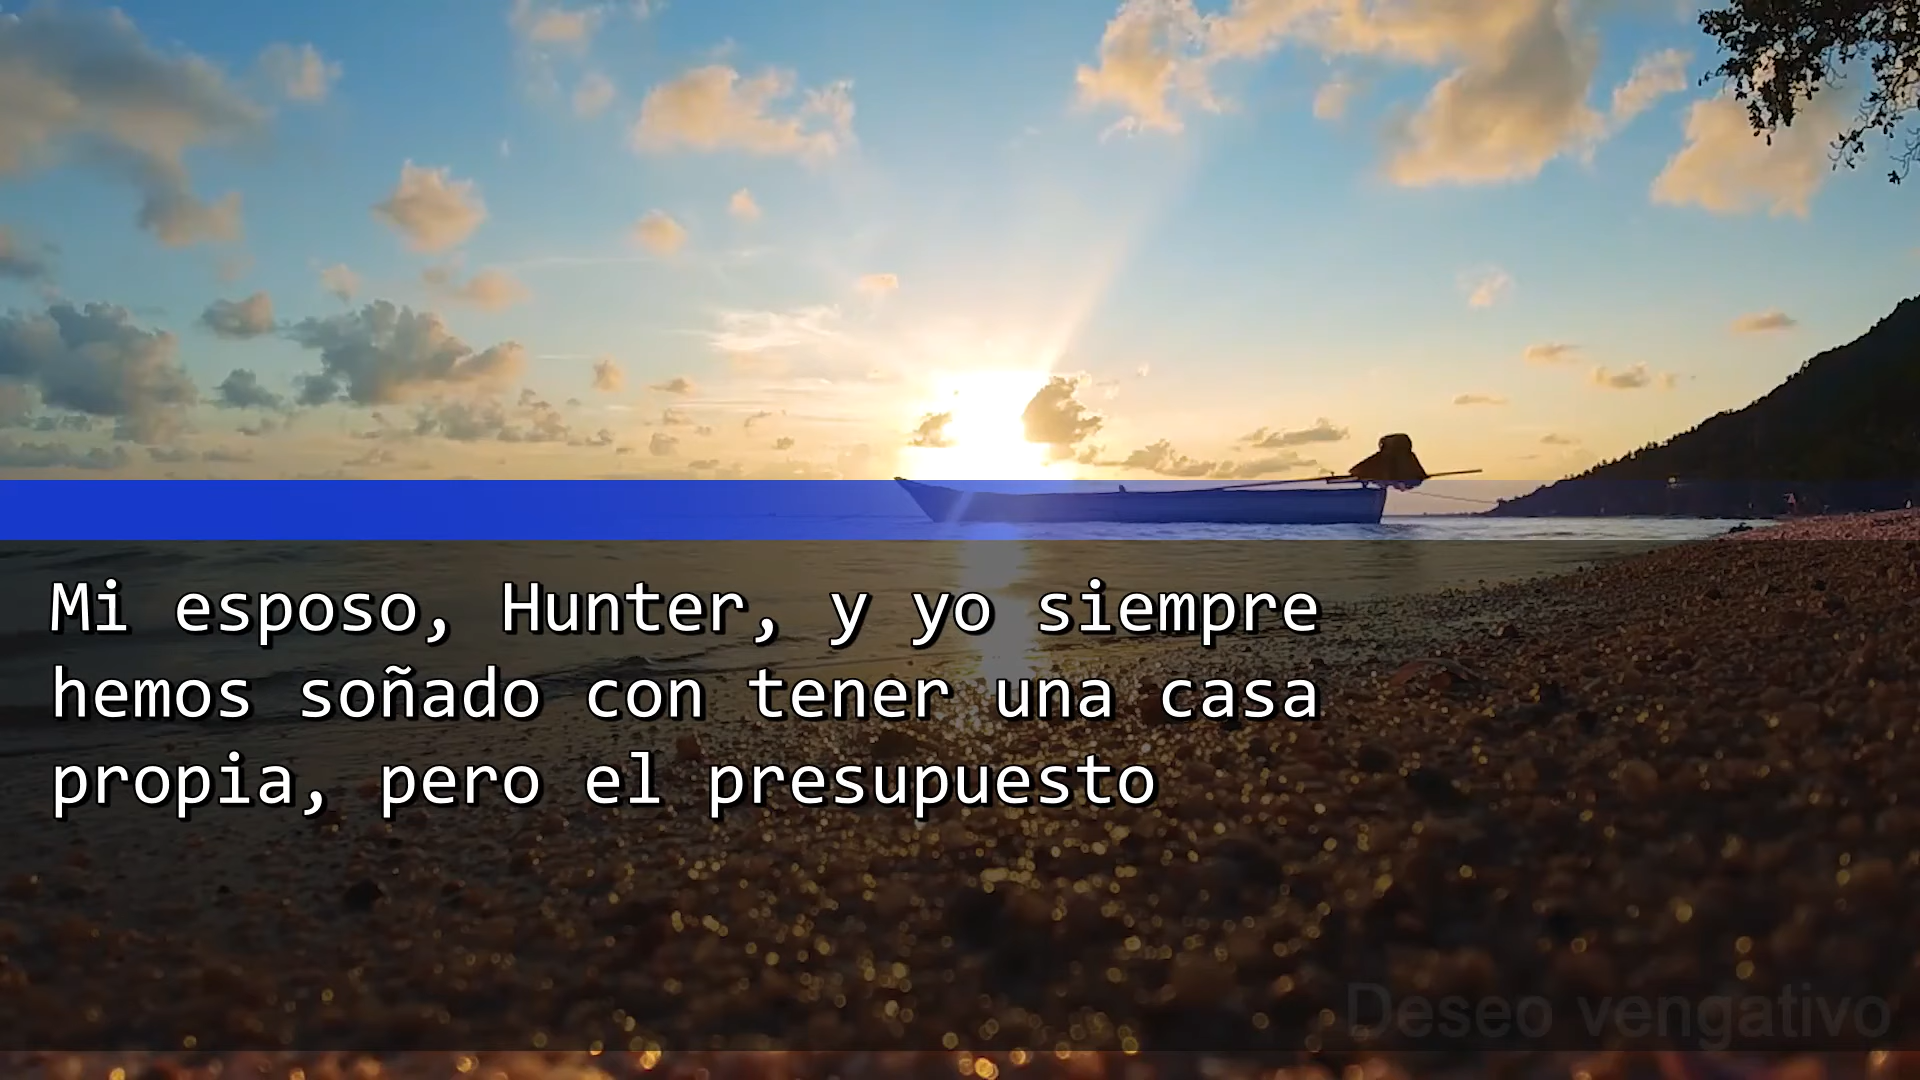 Mi esposo, Hunter, y yo siempre
hemos soñado con tener una casa
propia, pero el presupuesto
Deseo vengativo